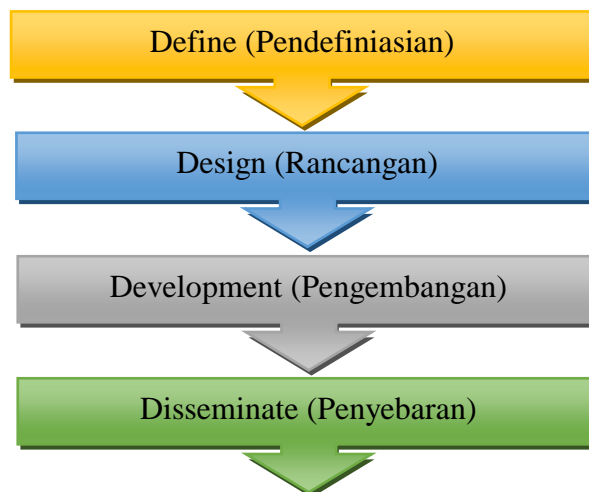 Define (Pendefiniasian)
Design (Rancangan)
Development (Pengembangan)
Disseminate (Penyebaran)